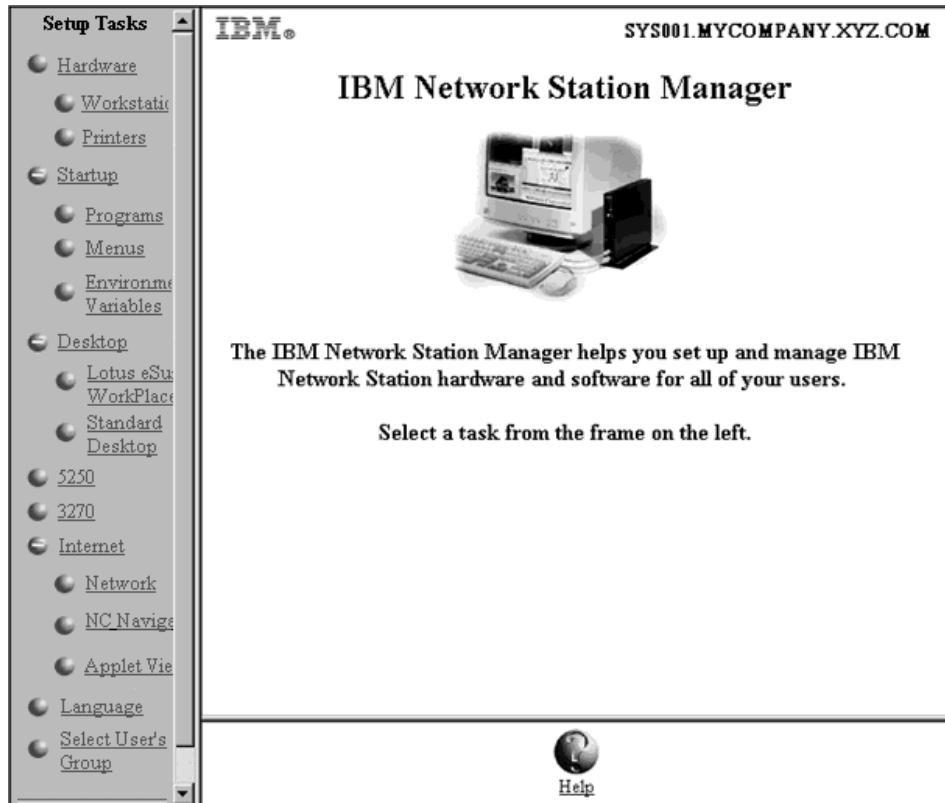 Setup Tasks
Hardware
Workstatic
Printers
Startup
Programs
Menus
Environme
Variables
Desktop
Lotus eSu
WorkPlace
Standard
Desktop
5250
3270
Internet
Network
NC Naviga
Applet Vie
Language
Select User's
Group
IBM®
SYS001.MYCOMPANY.XYZ.COM
IBM Network Station Manager
The IBM Network Station Manager helps you set up and manage IBM
Network Station hardware and software for all of your users.
Select a task from the frame on the left.
Help